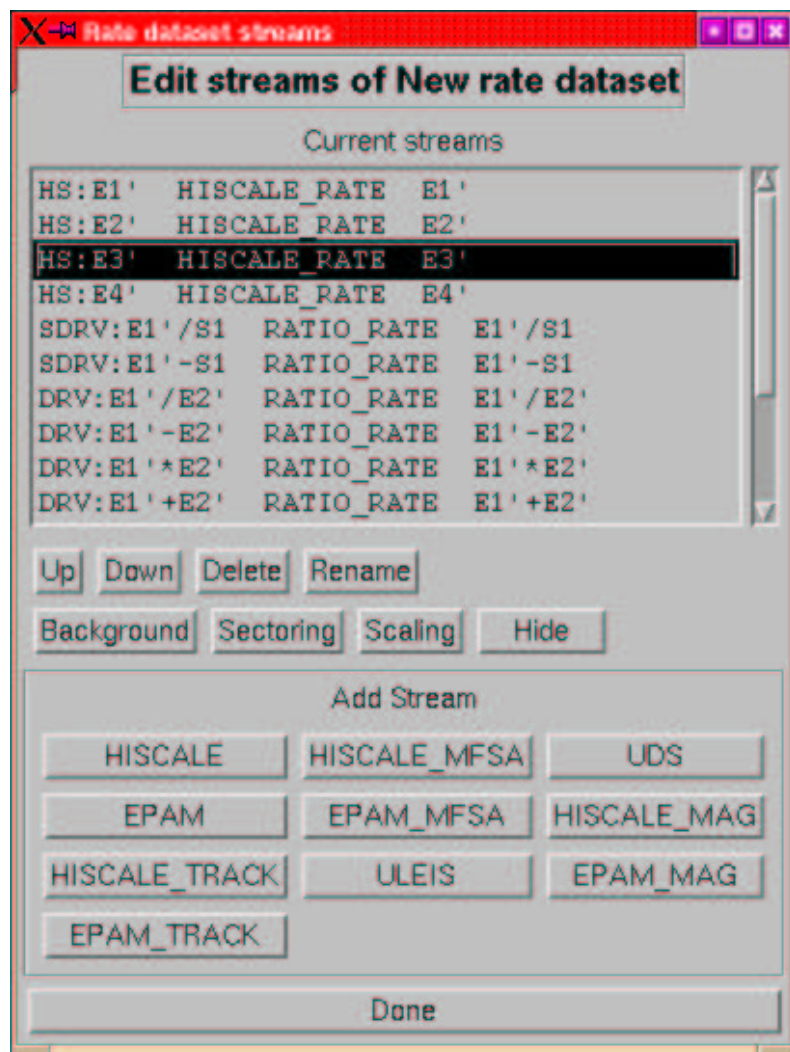 Rate dataset streams
Edit streams of New rate dataset
Current streams
HS:E1' HISCALE_RATE E1'
HS:E2' HISCALE_RATE E2'
HS:E3' HISCALE_RATE E3'
HS:E4' HISCALE_RATE E4'
SDRV:E1'/S1 RATIO_RATE E1'/S1
SDRV:E1'-S1 RATIO_RATE E1'-S1
DRV:E1'/E2' RATIO_RATE E1'/E2'
DRV:E1'-E2' RATIO_RATE E1'-E2'
DRV:E1'*E2' RATIO_RATE E1'*E2'
DRV:E1'+E2' RATIO_RATE E1'+E2'
Up Down Delete Rename
Background Sectoring Scaling Hide
Add Stream
HISCALE HISCALE_MFSA UDS
EPAM EPAM_MFSA HISCALE_MAG
HISCALE_TRACK ULEIS EPAM_MAG
EPAM_TRACK
Done